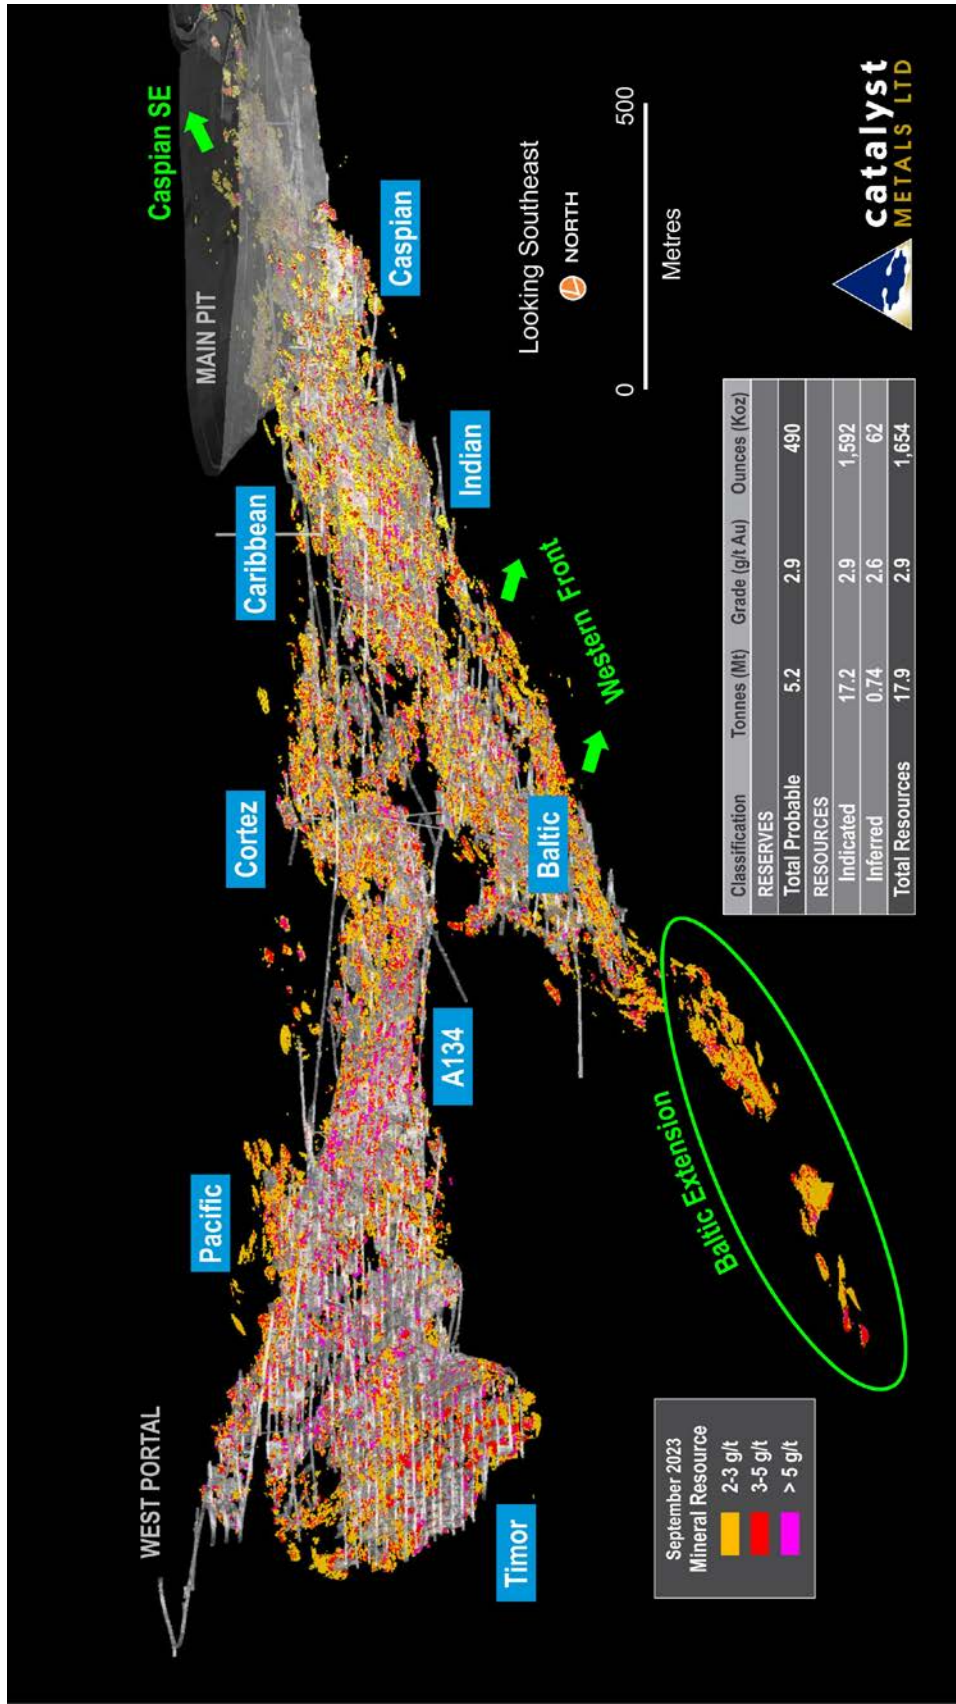 WEST PORTAL
MAIN PIT
Caspian SE
Pacific
Cortez
Caribbean
Timor
A134
Baltic
Indian
Caspian
Western Front
Baltic Extension
Looking Southeast
NORTH
0 500
Metres
September 2023
Mineral Resource
2-3 g/t
3-5 g/t
> 5 g/t
Classification Tonnes (Mt) Grade (g/t Au) Ounces (Koz)
RESERVES
Total Probable 5.2 2.9 490
RESOURCES
Indicated 17.2 2.9 1,592
Inferred 0.74 2.6 62
Total Resources 17.9 2.9 1,654
catalyst
METALS LTD